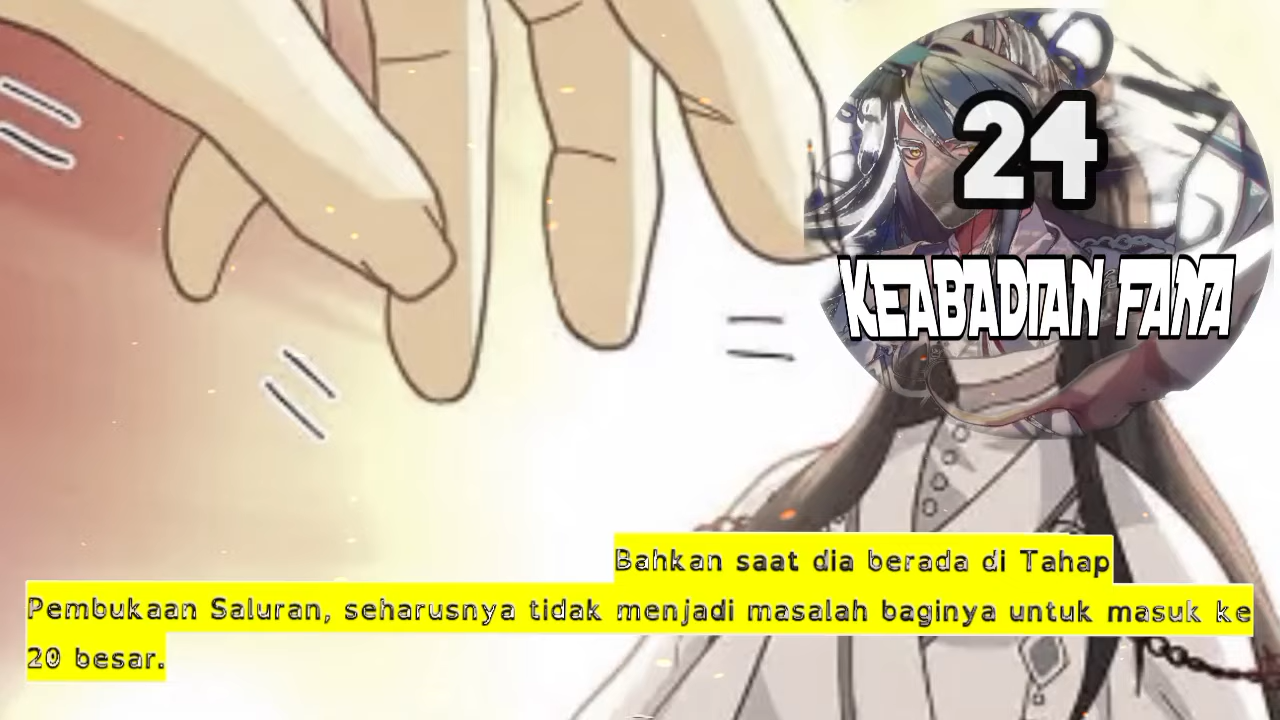 24
KEABADIAN FANA
Bahkan saat dia berada di Tahap
Pembukaan Saluran, seharusnya tidak menjadi masalah baginya untuk masuk ke
20 besar.